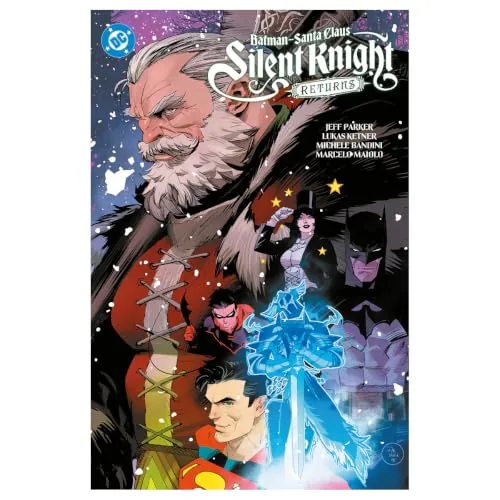 DC
Batman–Santa Claus
Silent Knight
RETURNS
JEFF PARKER
LUKAS KETNER
MICHELE BANDINI
MARCELO MAIOLO